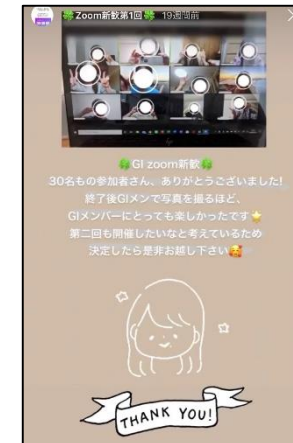 🍀Zoom新歓第1回🍀 19週間前
🍀GI zoom新歓🍀
30名もの参加者さん、ありがとうございました!
終了後GIメンで写真を撮るほど、
GIメンバーにとっても楽しかったです⭐
第二回も開催したいなと考えているため
決定したら是非お越し下さい🥰
THANK YOU!